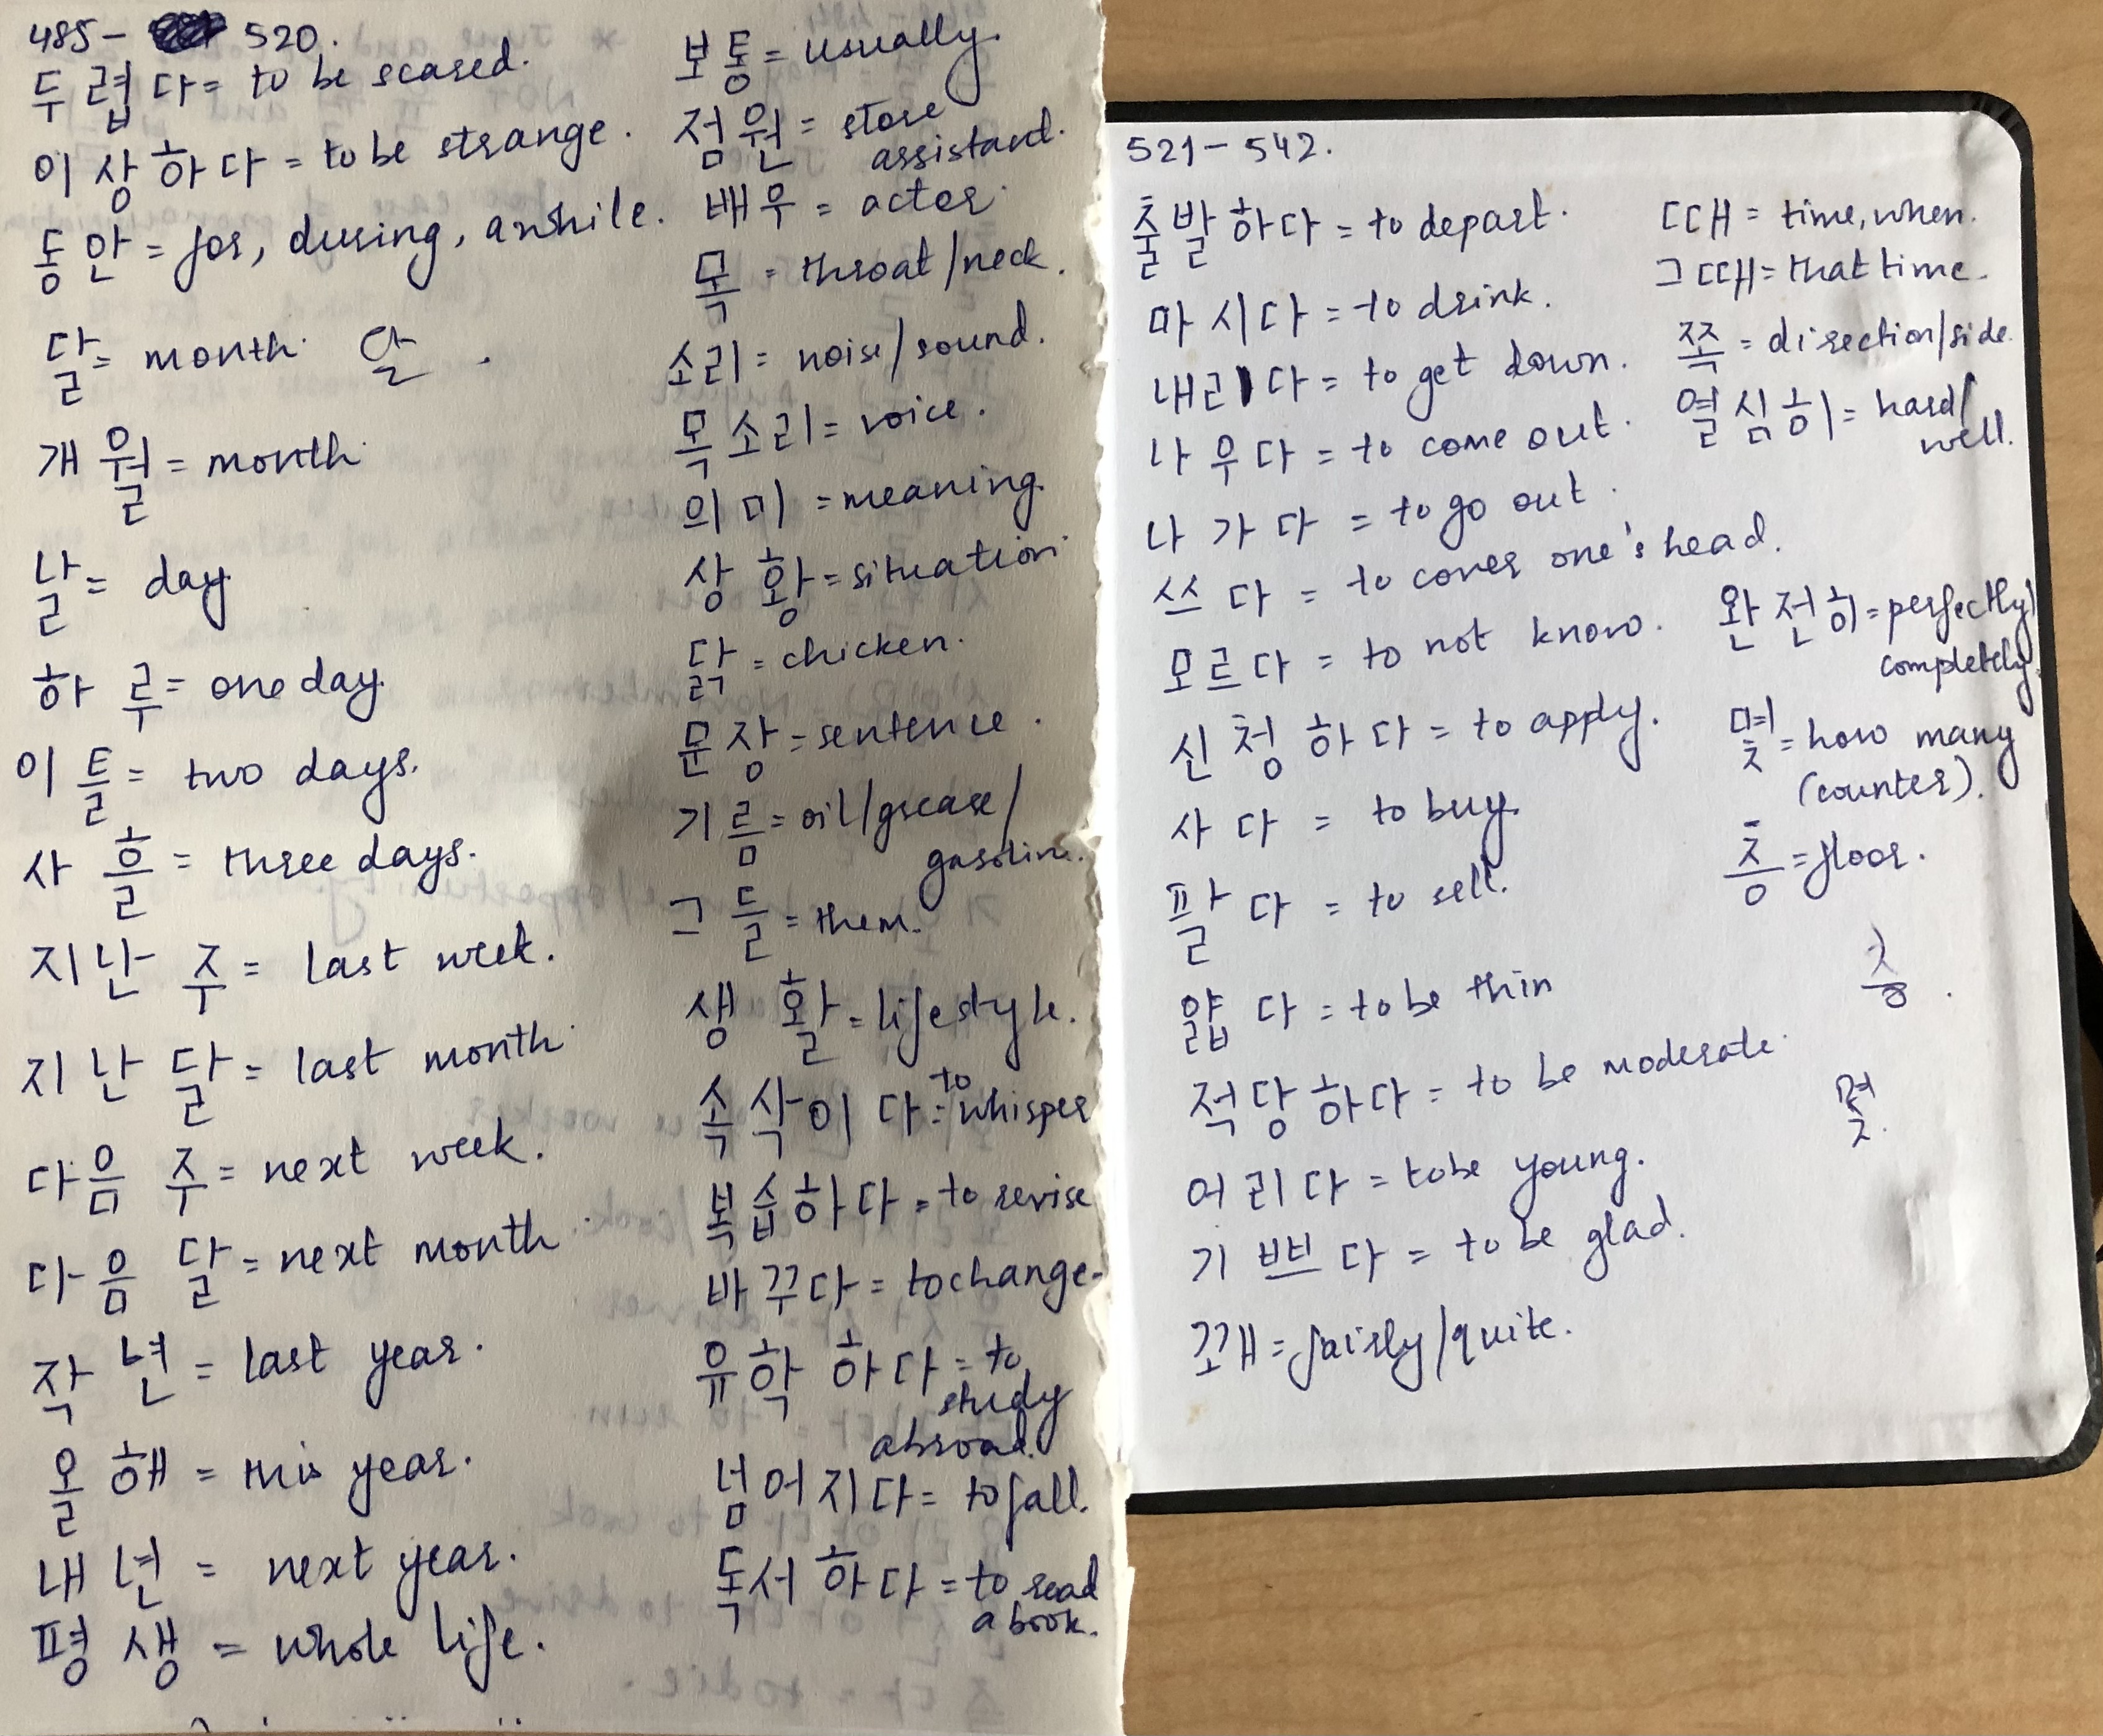 485 - 520.
두렵다 = to be scared.
이상하다 = to be strange.
동안 = for, during, awhile.
달 = month 달
개월 = month
날 = day
하루 = one day
이틀 = two days.
사흘 = three days.
지난 주 = last week.
지난 달 = last month
다음 주 = next week.
다음 달 = next month
작년 = last year.
올해 = this year.
내년 = next year.
평생 = whole life.
보통 = usually.
점원 = store
assistant.
배우 = actor
목 = throat/neck.
소리 = noise/sound.
목소리 = voice.
의미 = meaning
상황 = situation
닭 = chicken.
문장 = sentence.
기름 = oil/grease/
gasoline.
그들 = them.
생활 = lifestyle.
속삭이다 = to
whisper
복습하다 = to revise
바꾸다 = to change
유학하다 = to
study
abroad.
넘어지다 = to fall.
독서하다 = to read
a book.
521 - 542.
출발하다 = to depart.
마시다 = to drink.
내리다 = to get down.
나우다 = to come out.
나가다 = to go out.
쓰다 = to cover one's head.
모르다 = to not know.
신청하다 = to apply.
사다 = to buy
팔다 = to sell.
얇다 = to be thin
적당하다 = to be moderate.
어리다 = to be young.
기쁘다 = to be glad.
꼬개 = fairly/quite.
때 = time, when.
그 때 = that time.
쪽 = direction/side.
열심히 = hard/
well.
완전히 = perfectly/
completely.
몇 = how many
(counter).
층 = floor.
층.
몇.